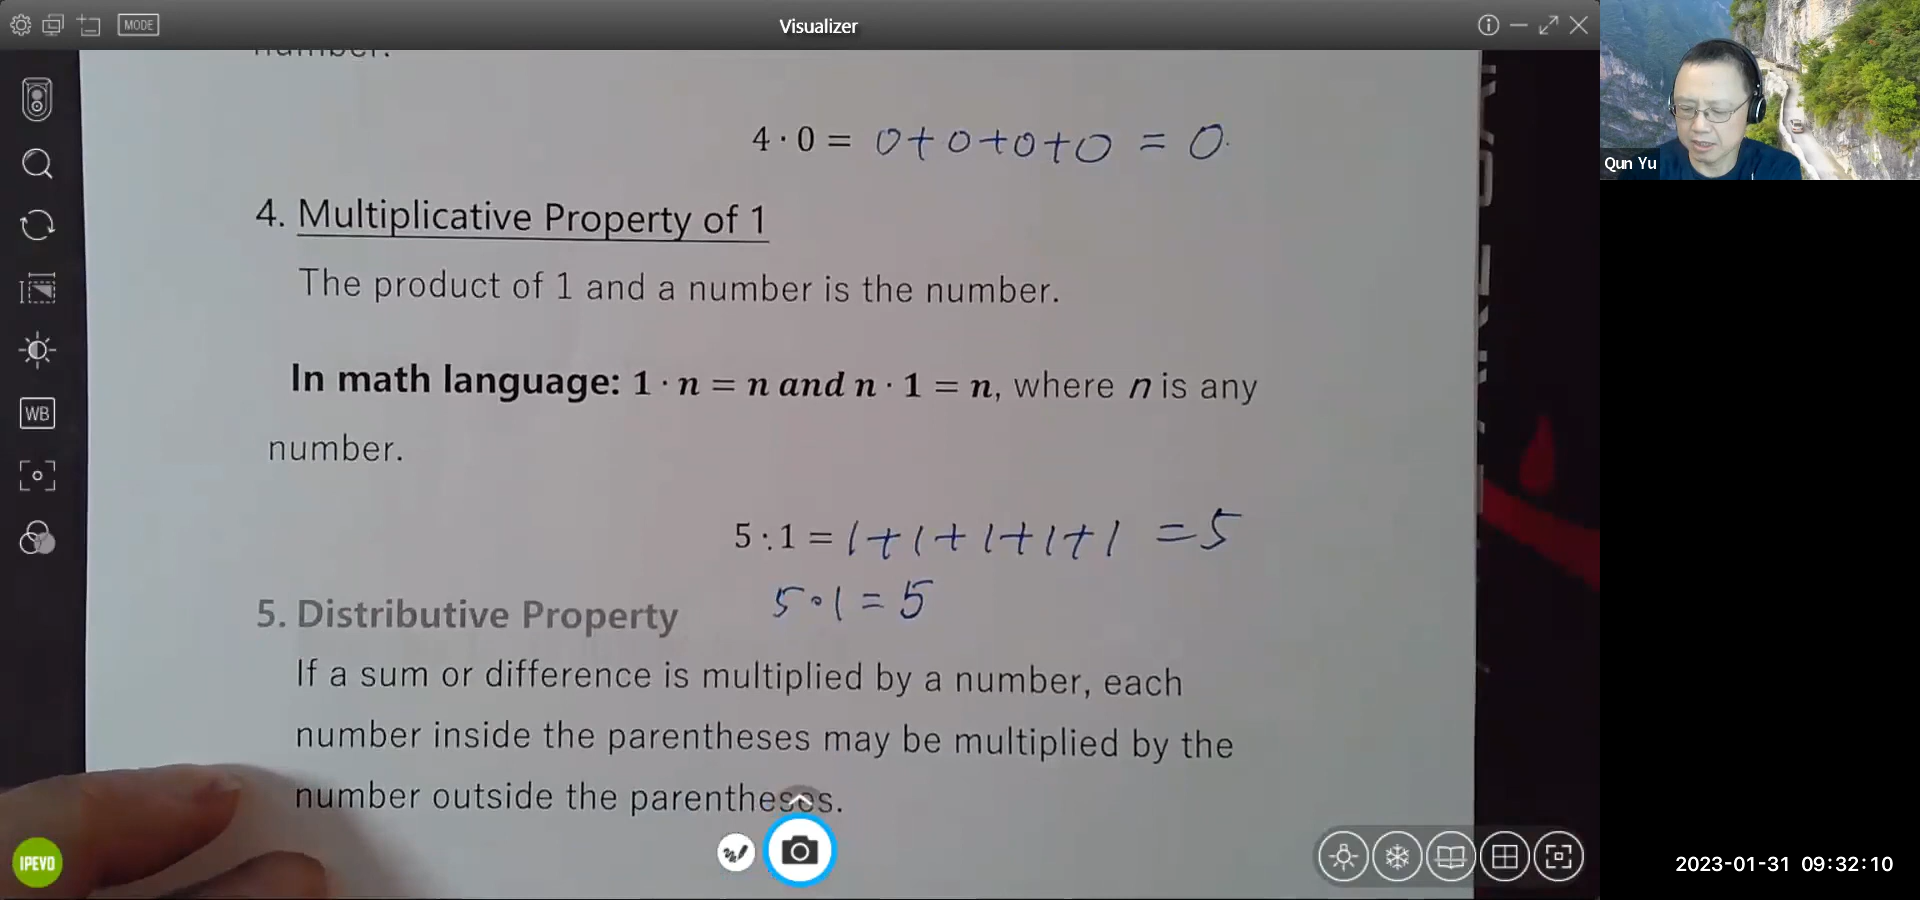 MODE
Visualizer
number.
4 · 0 = 0+0+0+0 = 0.
Qun Yu
4. Multiplicative Property of 1
The product of 1 and a number is the number.
In math language: 1 · n = n and n · 1 = n, where n is any
number.
WB
5 · 1 = 1+1+1+1+1 = 5
5·1 = 5
5. Distributive Property
If a sum or difference is multiplied by a number, each
number inside the parentheses may be multiplied by the
number outside the parentheses.
IPEVO
2023-01-31 09:32:10